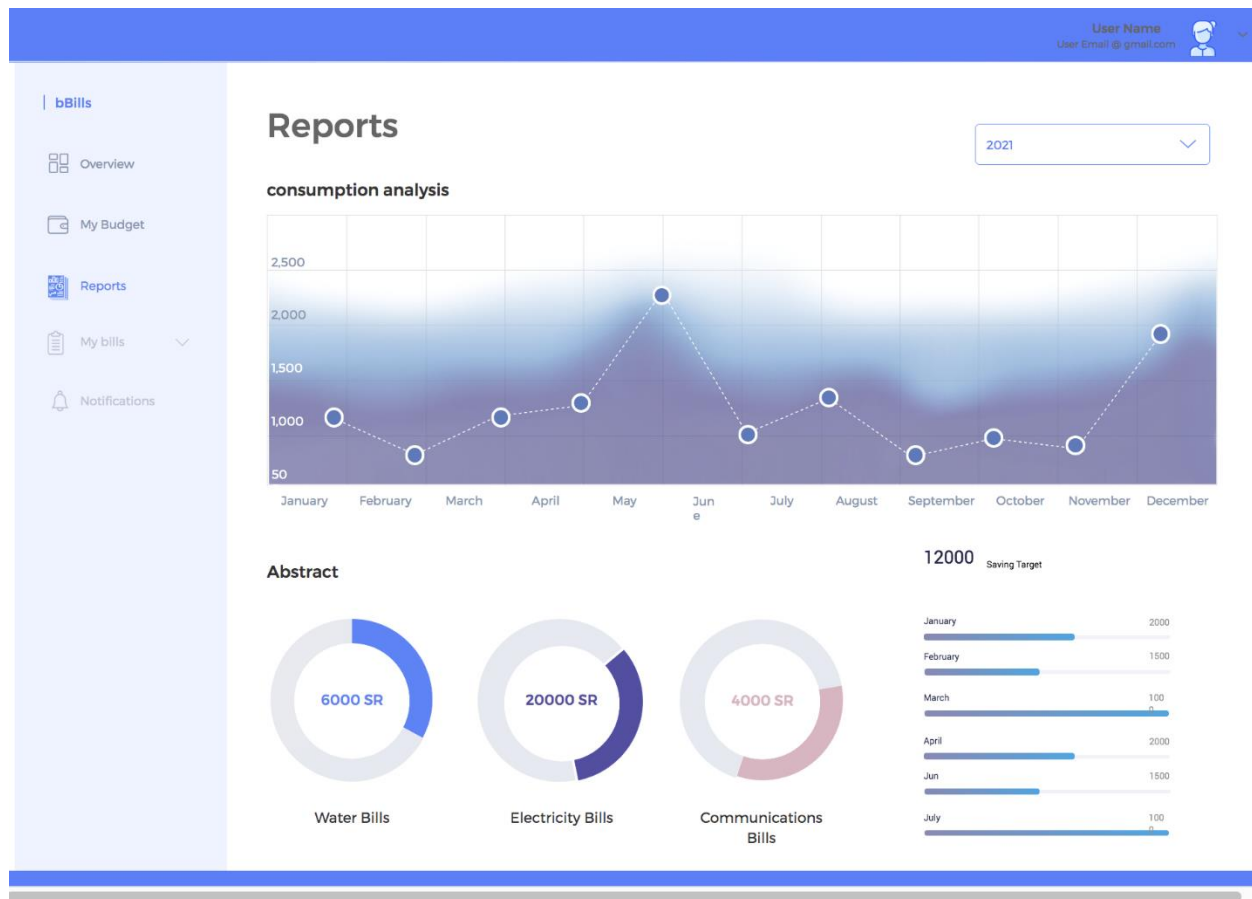 User Name
User Email @ gmail.com
| bBills
Overview
My Budget
Reports
My bills
Notifications
Reports
2021
consumption analysis
2,500
2,000
1,500
1,000
50
January February March April May Jun
e July August September October November December
Abstract
6000 SR
20000 SR
4000 SR
Water Bills
Electricity Bills
Communications
Bills
12000 Saving Target
January 2000
February 1500
March 100
0
April 2000
Jun 1500
July 100
0